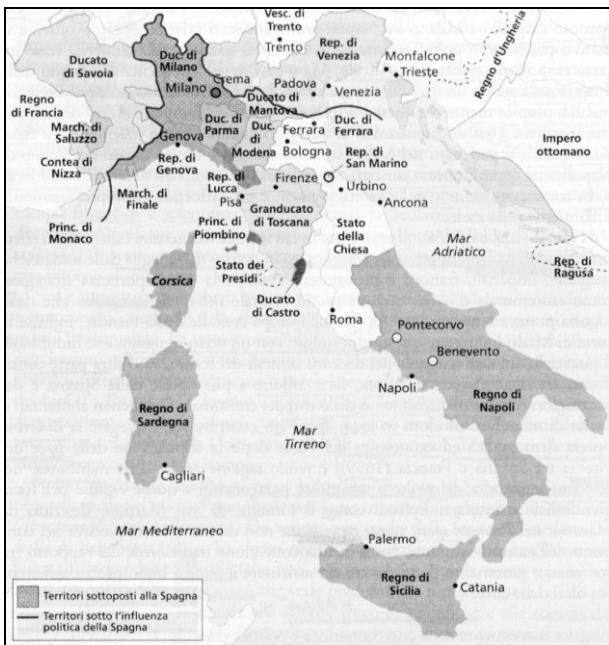 Vesc. di
Trento
Trento
Rep. di
Venezia
Regno d'Ungheria
Ducato
di Savoia
Duc. di
Milano
Milano
Crema
Padova
Venezia
Monfalcone
Trieste
Ducato di
Mantova
Regno
di Francia
March. di
Saluzzo
Duc. di
Parma
Duc.
di
Modena
Ferrara
Duc. di
Ferrara
Genova
Bologna
Impero
ottomano
Contea di
Nizza
Rep. di
Genova
Rep. di
San Marino
March. di
Finale
Rep. di
Lucca
Pisa
Firenze
Urbino
Ancona
Granducato
di Toscana
Princ. di
Monaco
Princ. di
Piombino
Stato
della
Chiesa
Mar
Adriatico
Rep. di
Ragusa
Corsica
Stato dei
Presidi
Ducato
di Castro
Roma
Pontecorvo
Benevento
Napoli
Regno di
Napoli
Regno di
Sardegna
Mar
Tirreno
Cagliari
Mar Mediterraneo
Palermo
Regno di
Sicilia
Catania
Territori sottoposti alla Spagna
Territori sotto l'influenza
politica della Spagna